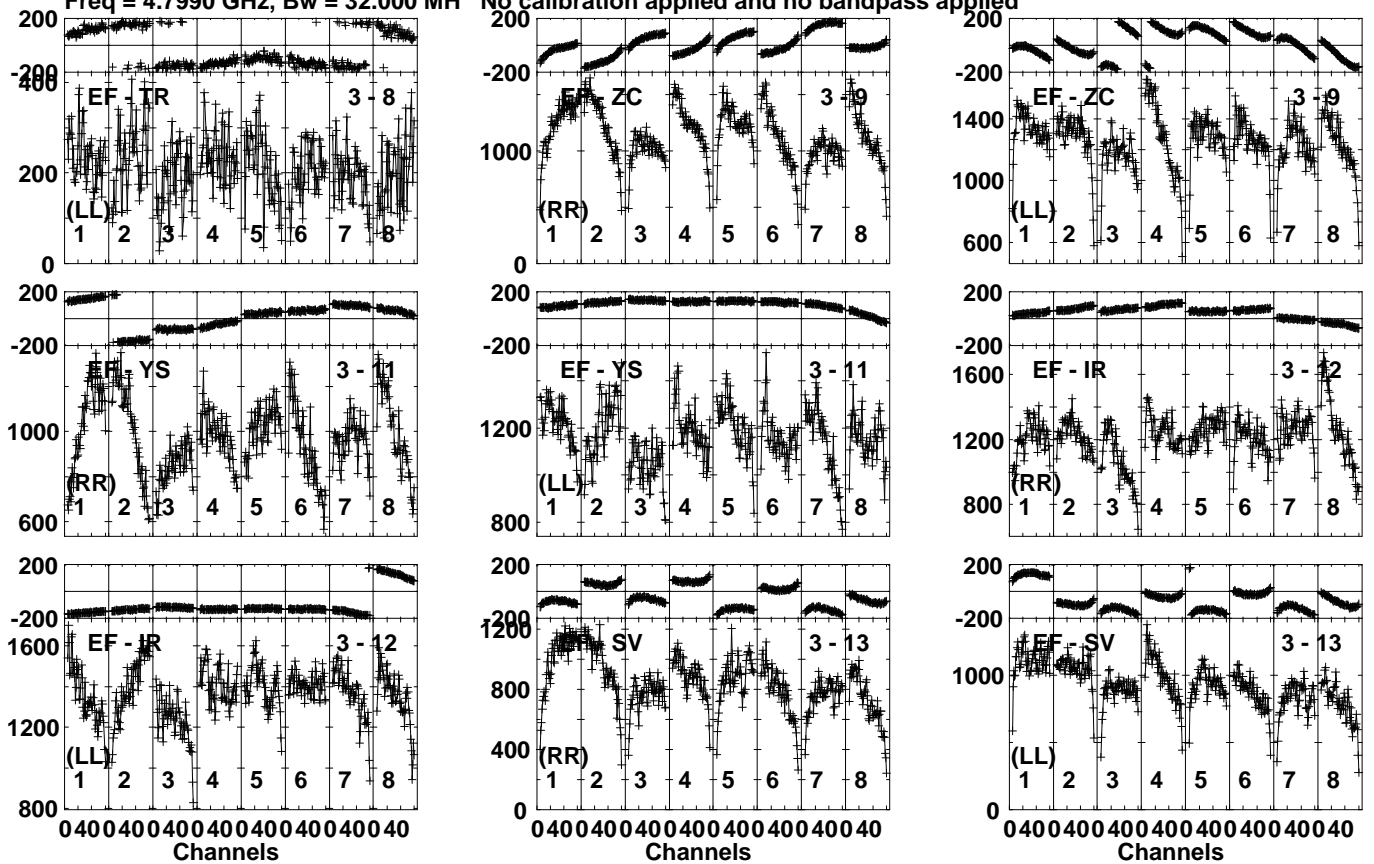 Freq = 4.7990 GHz, Bw = 32.000 MH No calibration applied and no bandpass applied
200
-200
400
200
0
EF - TR 3 - 8
(LL)
1 2 3 4 5 6 7 8
200
-200
1000
0
EF - ZC 3 - 9
(RR)
1 2 3 4 5 6 7 8
200
-200
1400
1000
600
EF - ZC 3 - 9
(LL)
1 2 3 4 5 6 7 8
200
-200
1000
600
EF - YS 3 - 11
(RR)
1 2 3 4 5 6 7 8
200
-200
1200
800
EF - YS 3 - 11
(LL)
1 2 3 4 5 6 7 8
200
-200
1600
1200
800
EF - IR 3 - 12
(RR)
1 2 3 4 5 6 7 8
200
-200
1600
1200
800
EF - IR 3 - 12
(LL)
1 2 3 4 5 6 7 8
0 40 0 40 0 40 0 40 0 40 0 40 0 40 0 40
Channels
200
-200
1200
800
400
0
EF - SV 3 - 13
(RR)
1 2 3 4 5 6 7 8
0 40 0 40 0 40 0 40 0 40 0 40 0 40 0 40
Channels
200
-200
1000
0
EF - SV 3 - 13
(LL)
1 2 3 4 5 6 7 8
0 40 0 40 0 40 0 40 0 40 0 40 0 40 0 40
Channels